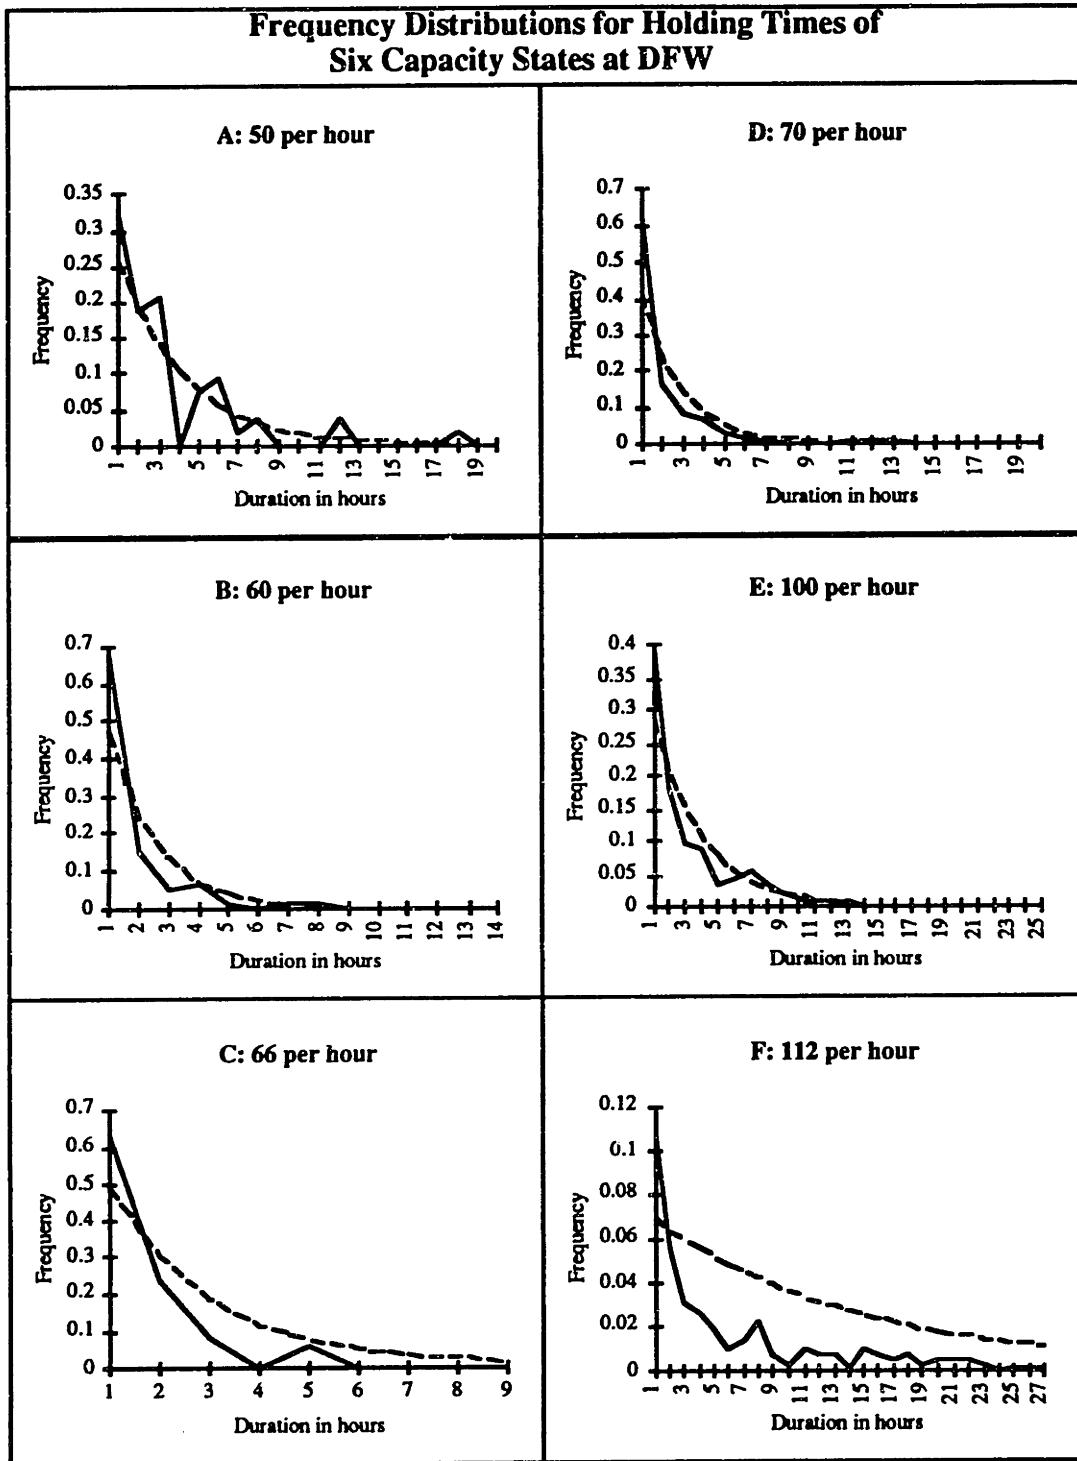 Frequency Distributions for Holding Times of
Six Capacity States at DFW
A: 50 per hour
0.35
0.3
0.25
0.2
0.15
0.1
0.05
0
Frequency
1 3 5 7 9 11 13 15 17 19
Duration in hours
D: 70 per hour
0.7
0.6
0.5
0.4
0.3
0.2
0.1
0
Frequency
1 3 5 7 9 11 13 15 17 19
Duration in hours
B: 60 per hour
0.7
0.6
0.5
0.4
0.3
0.2
0.1
0
Frequency
1 2 3 4 5 6 7 8 9 10 11 12 13 14
Duration in hours
E: 100 per hour
0.4
0.35
0.3
0.25
0.2
0.15
0.1
0.05
0
Frequency
1 3 5 7 9 11 13 15 17 19 21 23 25
Duration in hours
C: 66 per hour
0.7
0.6
0.5
0.4
0.3
0.2
0.1
0
Frequency
1 2 3 4 5 6 7 8 9
Duration in hours
F: 112 per hour
0.12
0.1
0.08
0.06
0.04
0.02
0
Frequency
1 3 5 7 9 11 13 15 17 19 21 23 25 27
Duration in hours